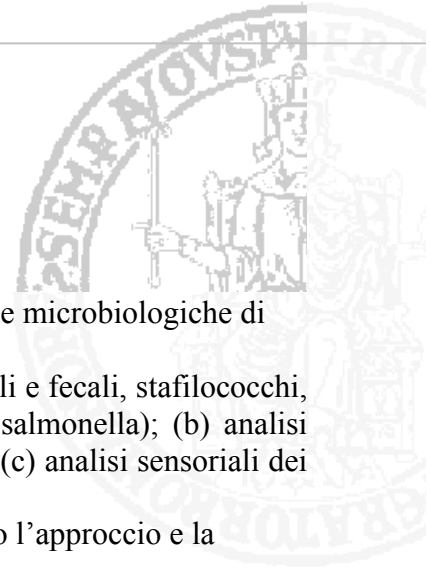 e microbiologiche di
li e fecali, stafilococchi,
salmonella); (b) analisi
(c) analisi sensoriali dei
o l'approccio e la